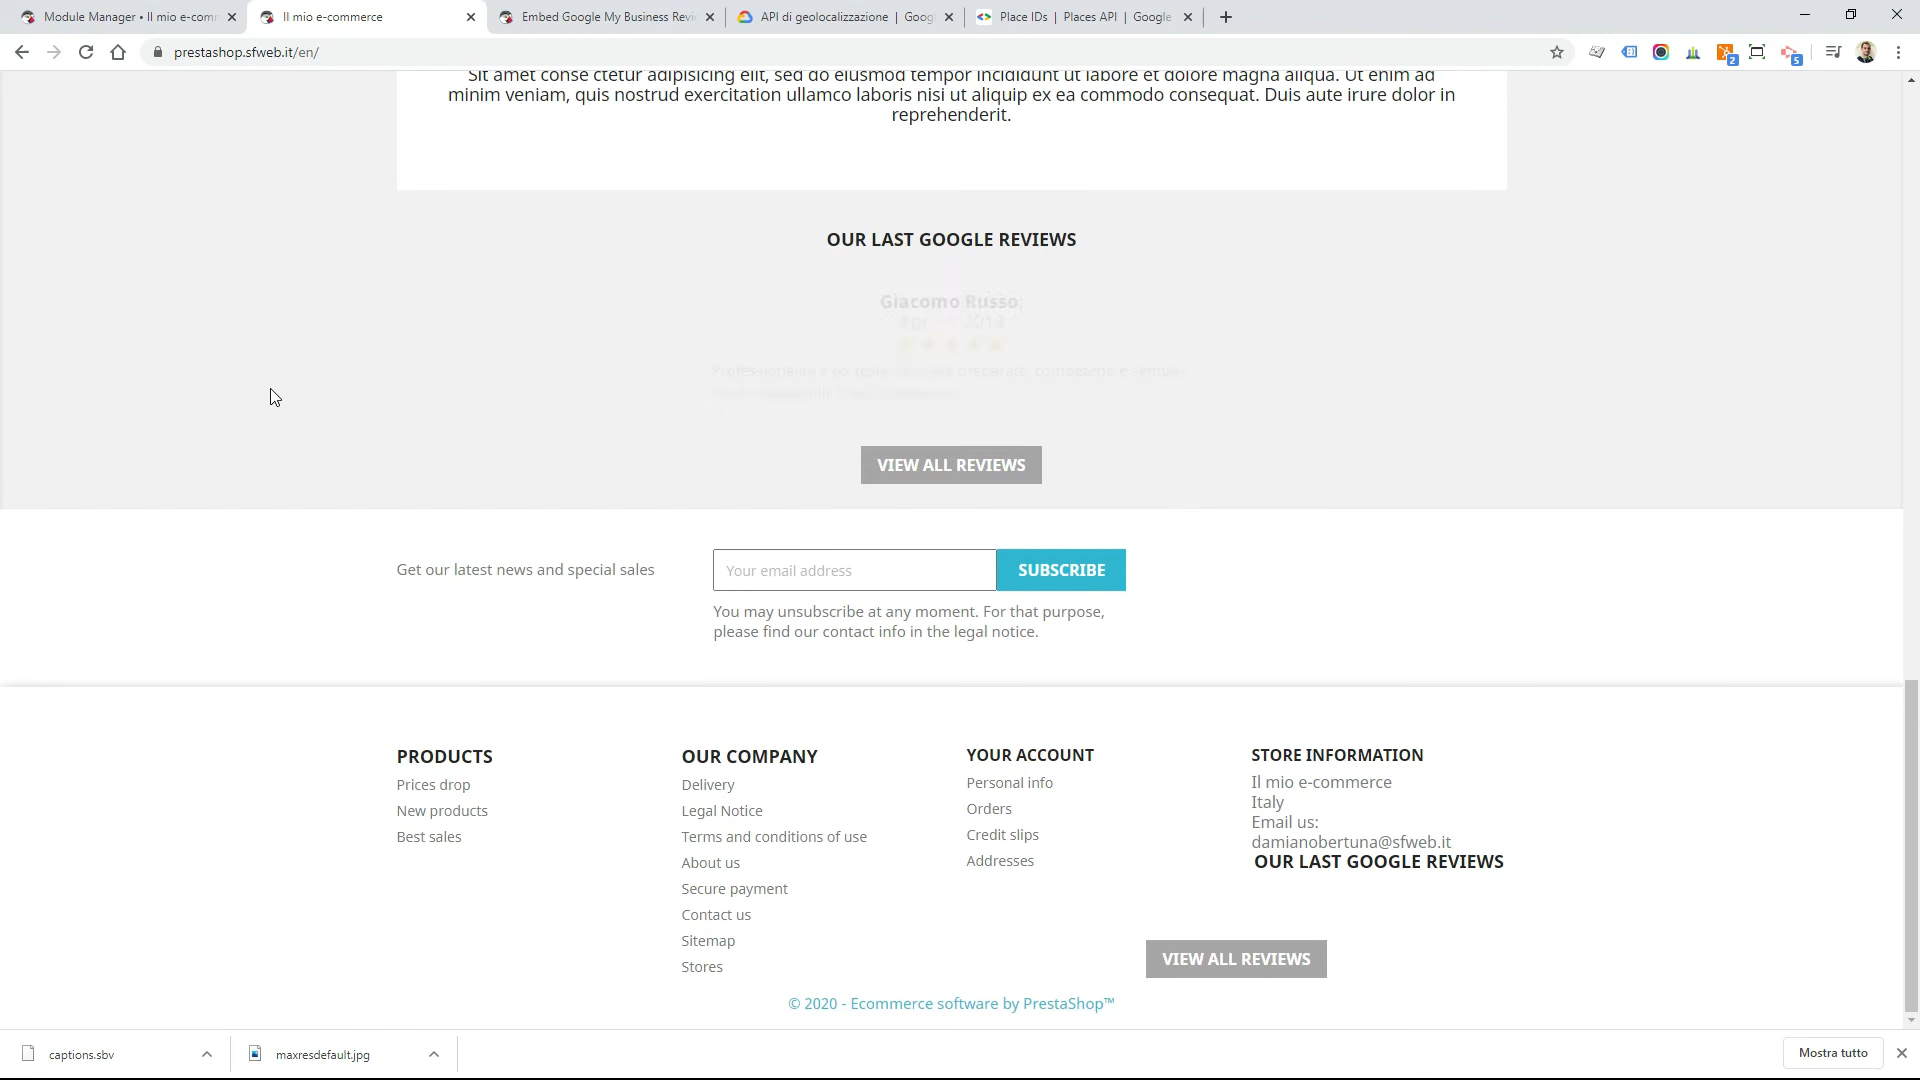 Module Manager • Il mio e-comm
Il mio e-commerce
Embed Google My Business Revi
API di geolocalizzazione | Goog
Place IDs | Places API | Google
prestashop.sfweb.it/en/
2
5
Sit amet conse ctetur adipisicing elit, sed do eiusmod tempor incididunt ut labore et dolore magna aliqua. Ut enim ad
minim veniam, quis nostrud exercitation ullamco laboris nisi ut aliquip ex ea commodo consequat. Duis aute irure dolor in
reprehenderit.
OUR LAST GOOGLE REVIEWS
Giacomo Russo
VIEW ALL REVIEWS
Get our latest news and special sales
Your email address
SUBSCRIBE
You may unsubscribe at any moment. For that purpose,
please find our contact info in the legal notice.
PRODUCTS
Prices drop
New products
Best sales
OUR COMPANY
Delivery
Legal Notice
Terms and conditions of use
About us
Secure payment
Contact us
Sitemap
Stores
YOUR ACCOUNT
Personal info
Orders
Credit slips
Addresses
STORE INFORMATION
Il mio e-commerce
Italy
Email us:
damianobertuna@sfweb.it
OUR LAST GOOGLE REVIEWS
VIEW ALL REVIEWS
© 2020 - Ecommerce software by PrestaShop™
captions.sbv
maxresdefault.jpg
Mostra tutto